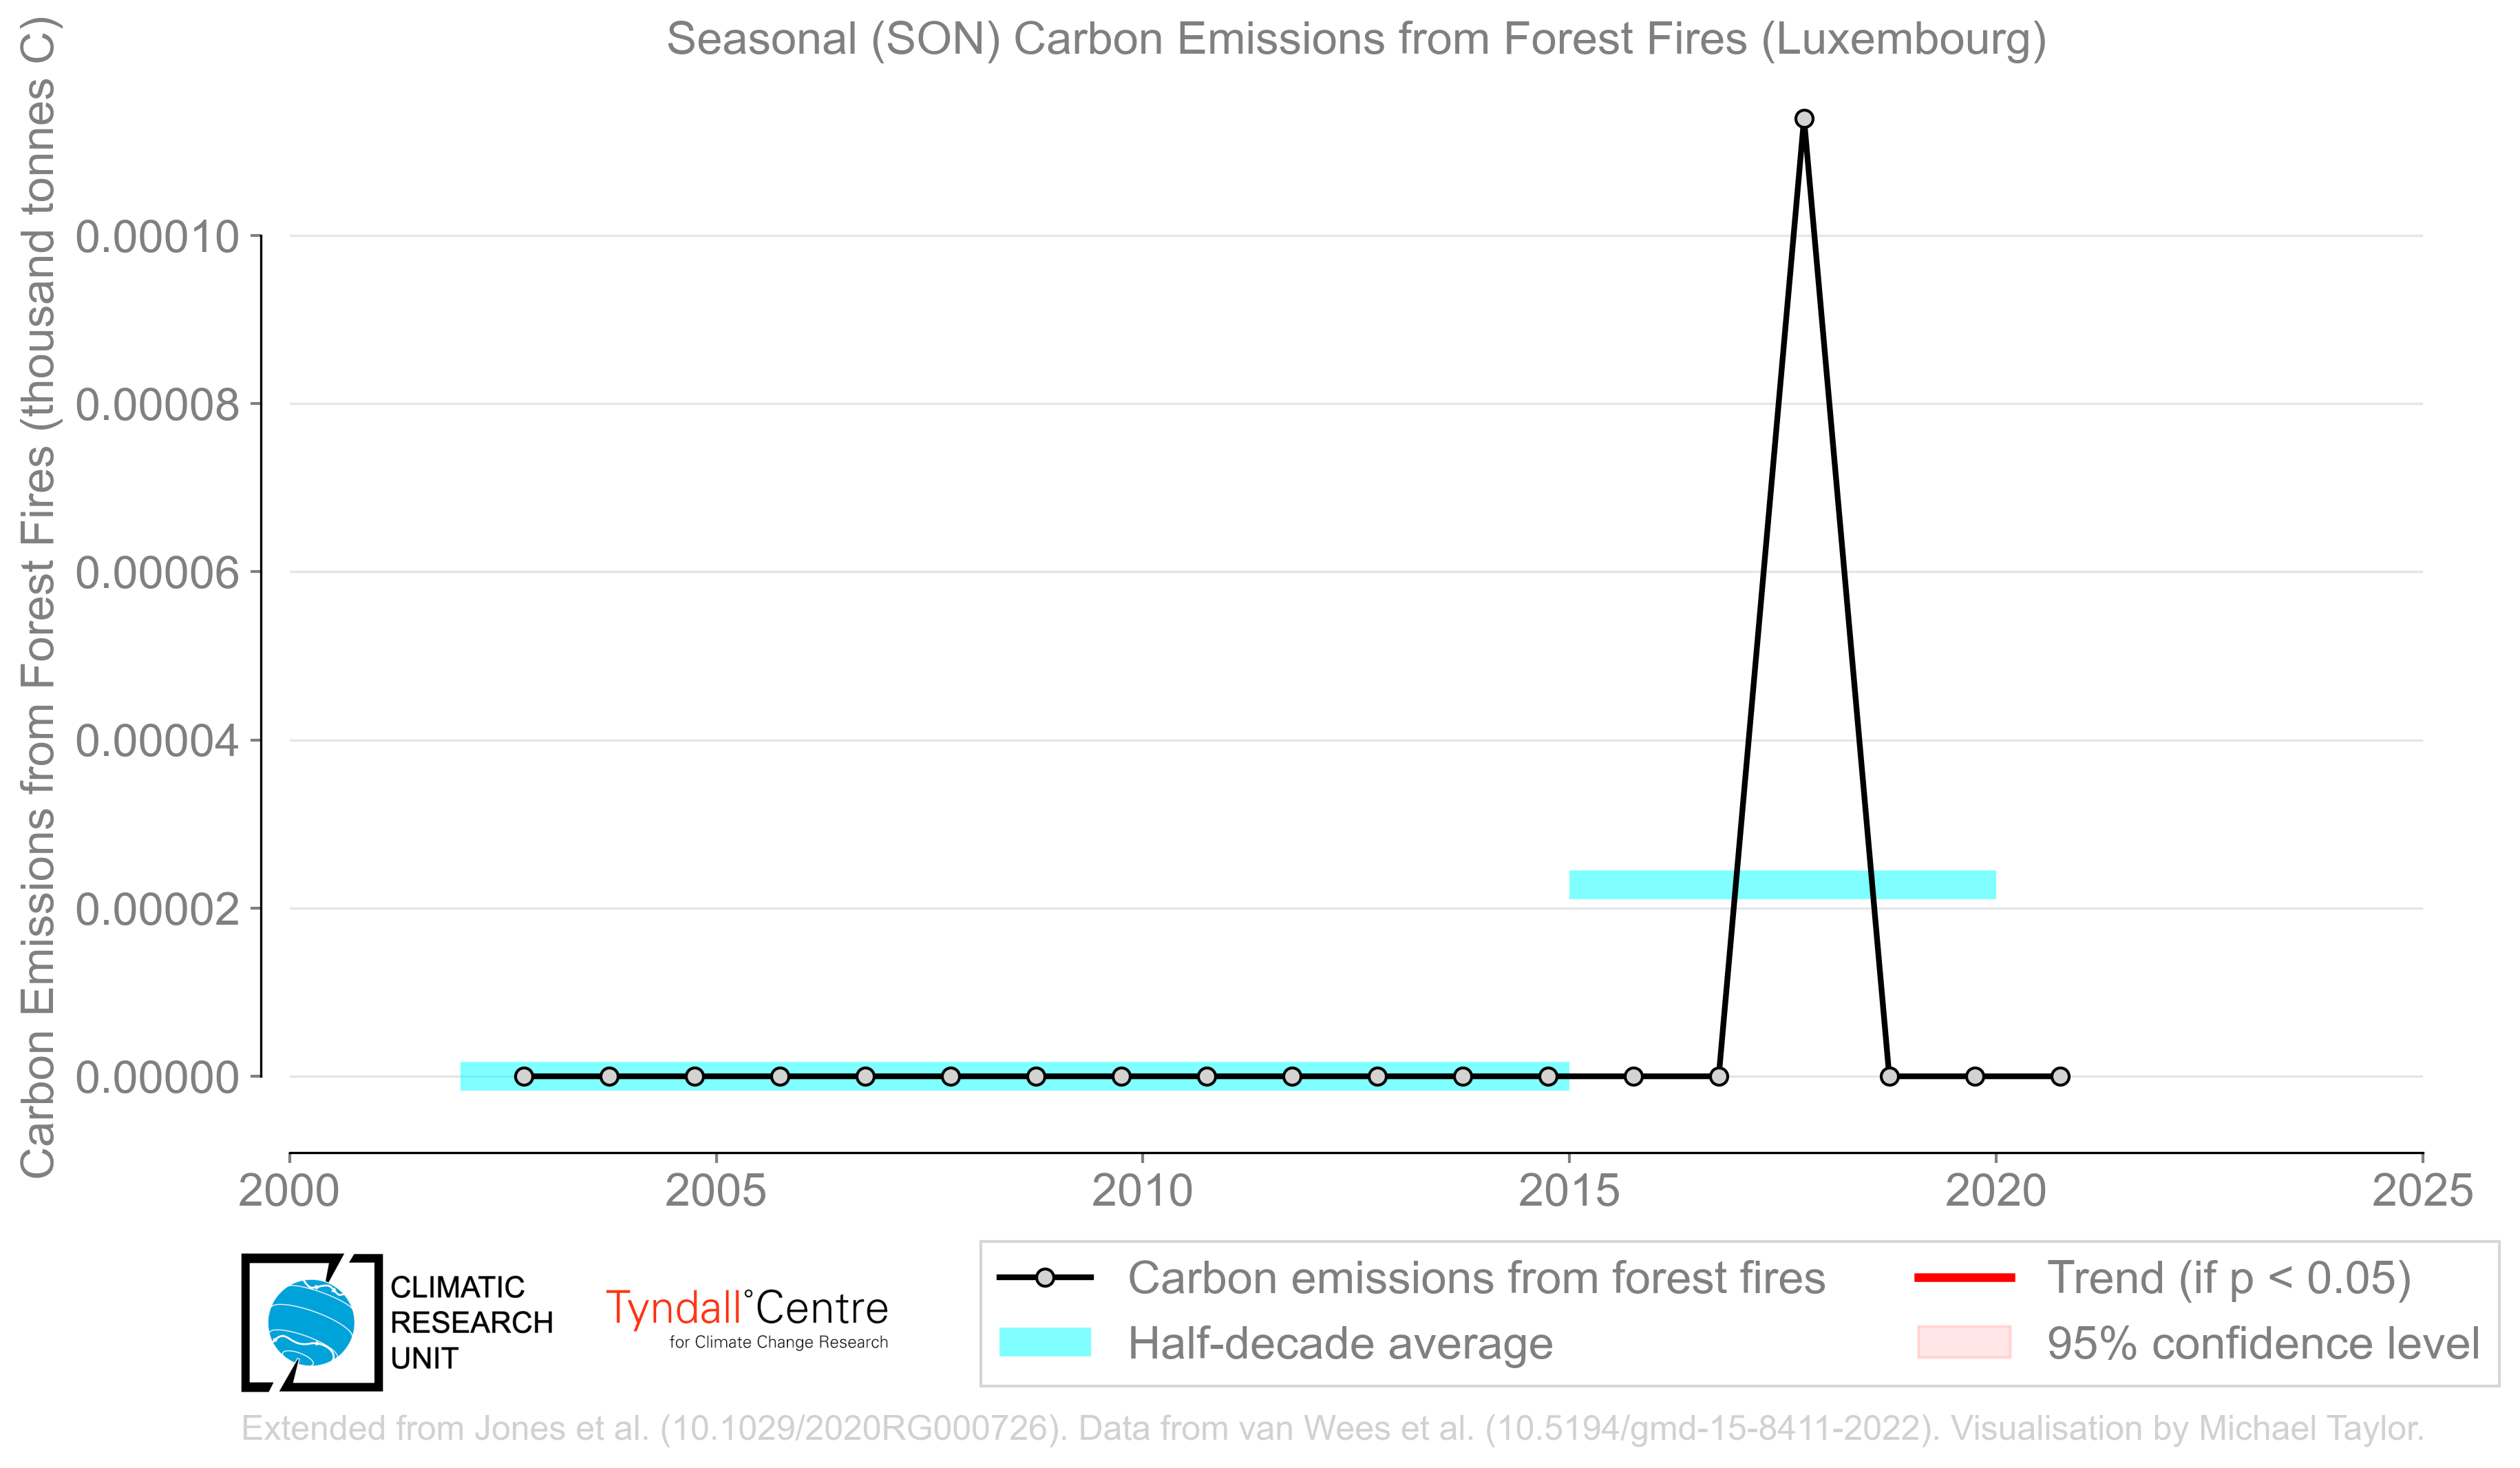 Seasonal (SON) Carbon Emissions from Forest Fires (Luxembourg)
Carbon Emissions from Forest Fires (thousand tonnes C)
0.00010
0.00008
0.00006
0.00004
0.00002
0.00000
2000 2005 2010 2015 2020 2025
CLIMATIC
RESEARCH
UNIT
Tyndall°Centre
for Climate Change Research
Carbon emissions from forest fires
Half-decade average
Trend (if p < 0.05)
95% confidence level
Extended from Jones et al. (10.1029/2020RG000726). Data from van Wees et al. (10.5194/gmd-15-8411-2022). Visualisation by Michael Taylor.